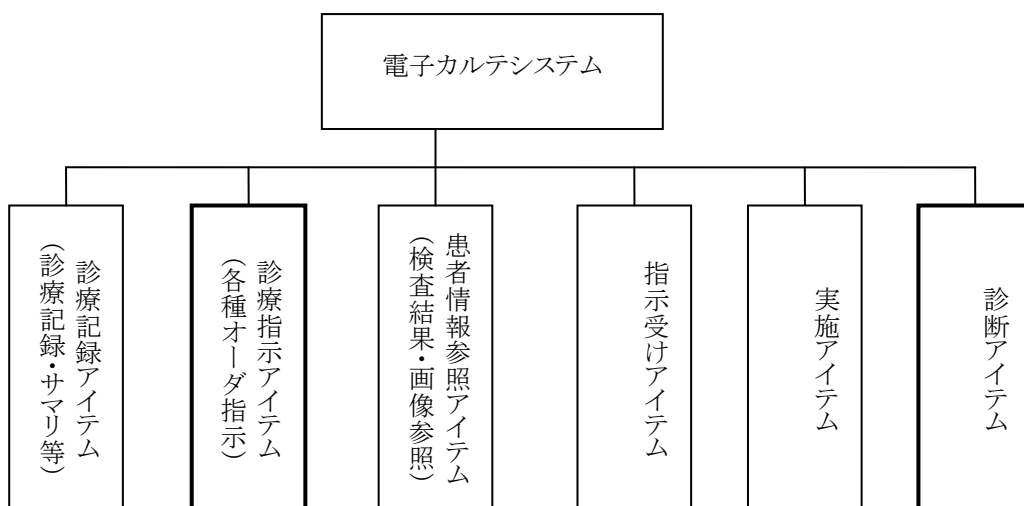 電子カルテシステム
診療記録アイテム
（診療記録・サマリ等）
診療指示アイテム
（各種オーダ指示）
患者情報参照アイテム
（検査結果・画像参照）
指示受けアイテム
実施アイテム
診断アイテム